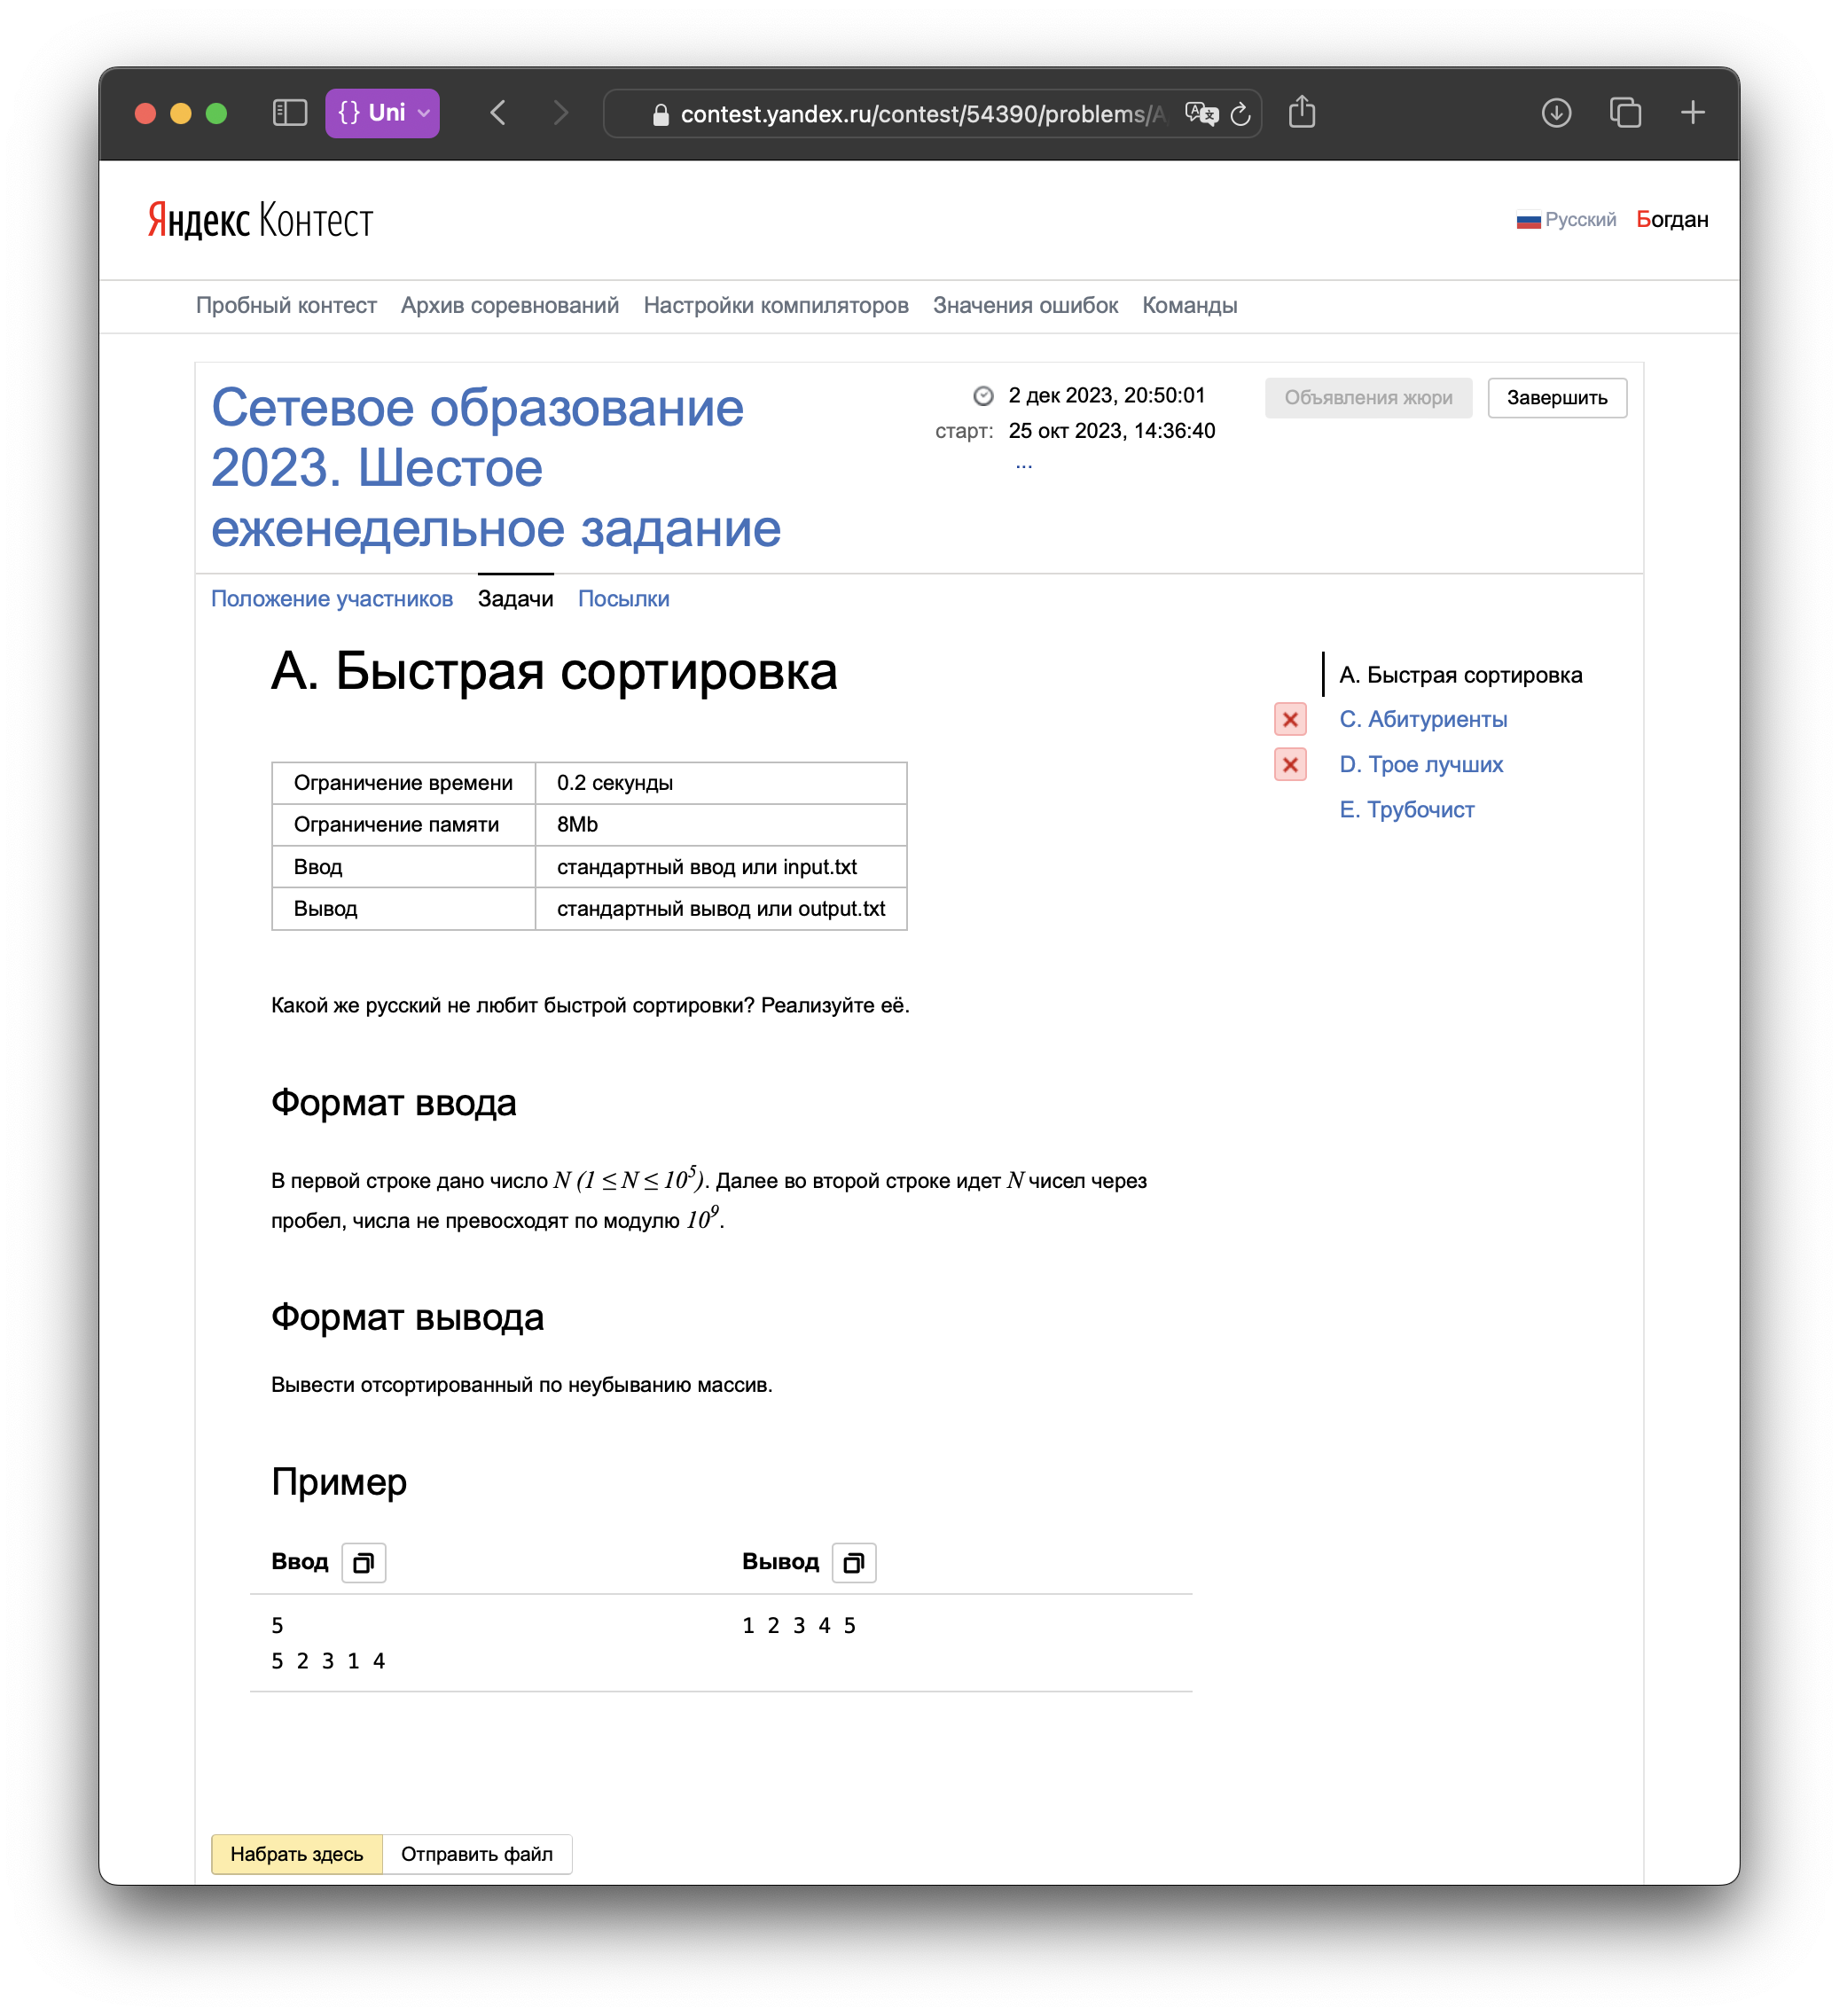 {} Uni
contest.yandex.ru/contest/54390/problems/A
Яндекс Контест
Русский Богдан
Пробный контест Архив соревнований Настройки компиляторов Значения ошибок Команды
Сетевое образование
2023. Шестое
еженедельное задание
2 дек 2023, 20:50:01
старт: 25 окт 2023, 14:36:40
...
Объявления жюри Завершить
Положение участников Задачи Посылки
A. Быстрая сортировка
A. Быстрая сортировка
C. Абитуриенты
D. Трое лучших
E. Трубочист
Ограничение времени 0.2 секунды
Ограничение памяти 8Mb
Ввод стандартный ввод или input.txt
Вывод стандартный вывод или output.txt
Какой же русский не любит быстрой сортировки? Реализуйте её.
Формат ввода
В первой строке дано число N (1 ≤ N ≤ 10⁵). Далее во второй строке идет N чисел через
пробел, числа не превосходят по модулю 10⁹.
Формат вывода
Вывести отсортированный по неубыванию массив.
Пример
Ввод Вывод
5 1 2 3 4 5
5 2 3 1 4
Набрать здесь Отправить файл